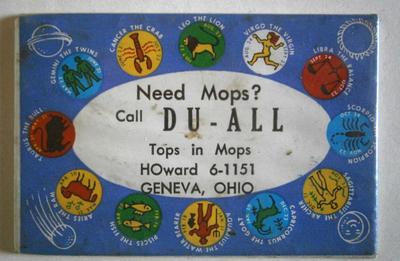 Need Mops?
Call DU-ALL
Tops in Mops
HOward 6-1151
GENEVA, OHIO
GEMINI THE TWINS
CANCER THE CRAB
LEO THE LION
VIRGO THE VIRGIN
LIBRA THE BALANCE
SCORPIO THE SCORPION
SAGITTARIUS THE ARCHER
CAPRICORNUS THE GOAT
AQUARIUS THE WATER BEARER
PISCES THE FISH
ARIES THE RAM
TAURUS THE BULL